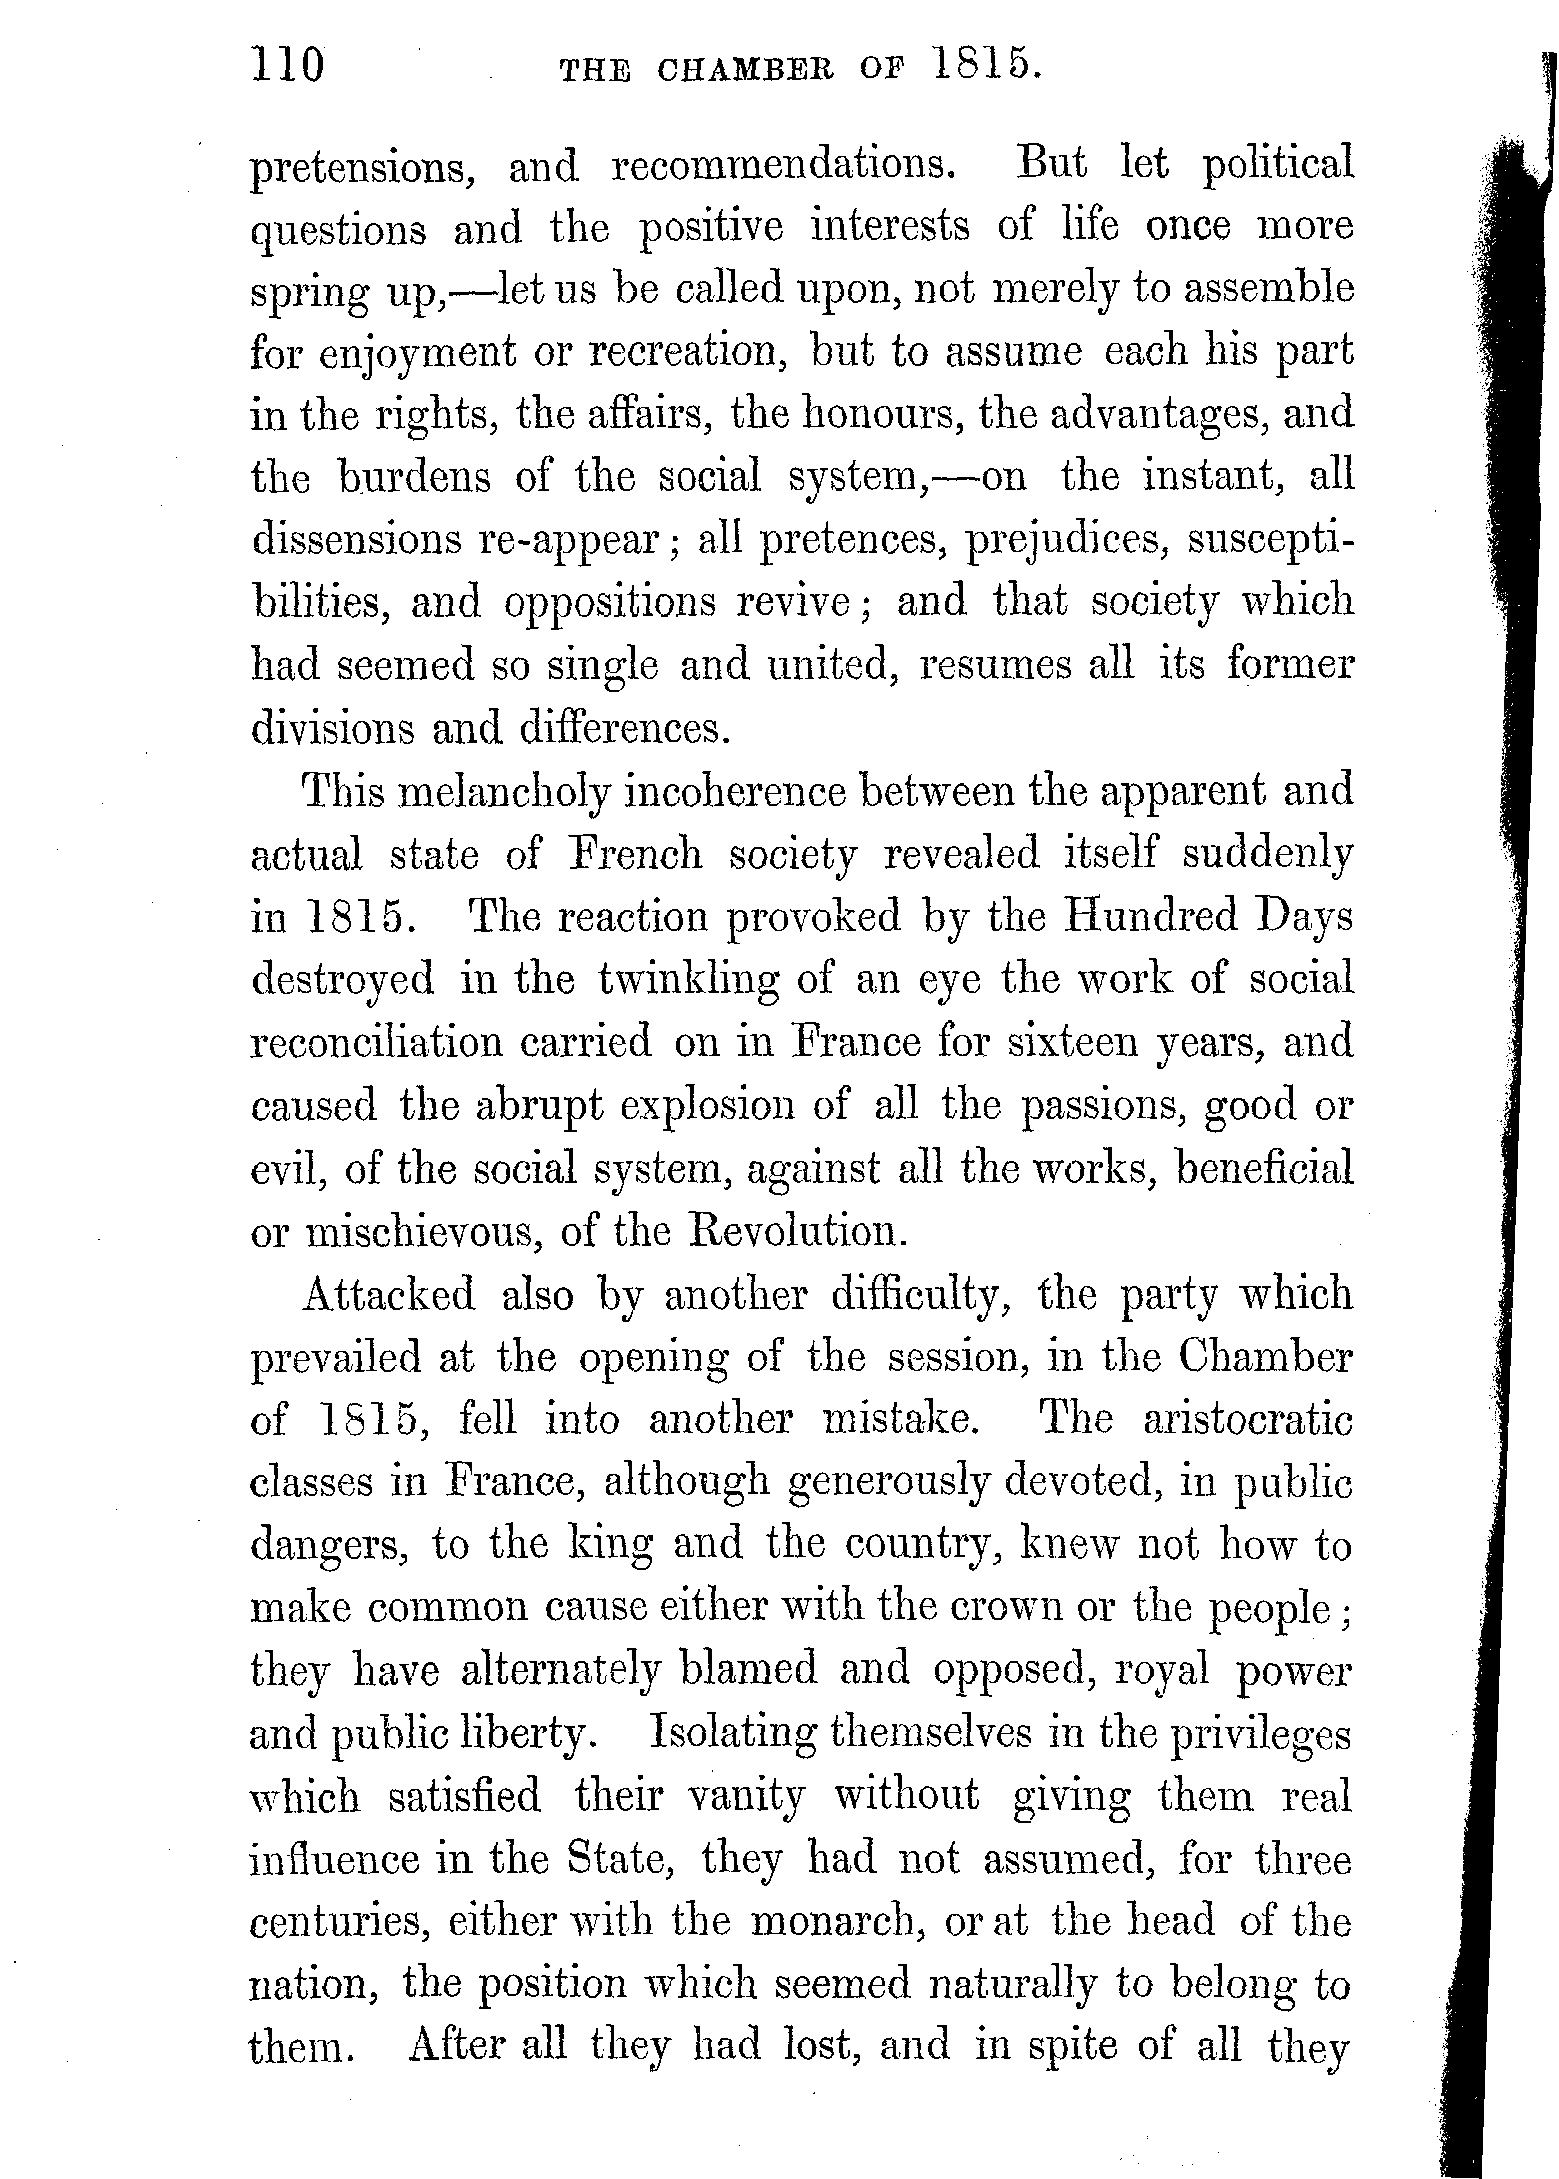 110 THE CHAMBER OF 1815.
pretensions, and recommendations. But let political
questions and the positive interests of life once more
spring up,—let us be called upon, not merely to assemble
for enjoyment or recreation, but to assume each his part
in the rights, the affairs, the honours, the advantages, and
the burdens of the social system,—on the instant, all
dissensions re-appear; all pretences, prejudices, suscepti-
bilities, and oppositions revive; and that society which
had seemed so single and united, resumes all its former
divisions and differences.
This melancholy incoherence between the apparent and
actual state of French society revealed itself suddenly
in 1815. The reaction provoked by the Hundred Days
destroyed in the twinkling of an eye the work of social
reconciliation carried on in France for sixteen years, and
caused the abrupt explosion of all the passions, good or
evil, of the social system, against all the works, beneficial
or mischievous, of the Revolution.
Attacked also by another difficulty, the party which
prevailed at the opening of the session, in the Chamber
of 1815, fell into another mistake. The aristocratic
classes in France, although generously devoted, in public
dangers, to the king and the country, knew not how to
make common cause either with the crown or the people;
they have alternately blamed and opposed, royal power
and public liberty. Isolating themselves in the privileges
which satisfied their vanity without giving them real
influence in the State, they had not assumed, for three
centuries, either with the monarch, or at the head of the
nation, the position which seemed naturally to belong to
them. After all they had lost, and in spite of all they